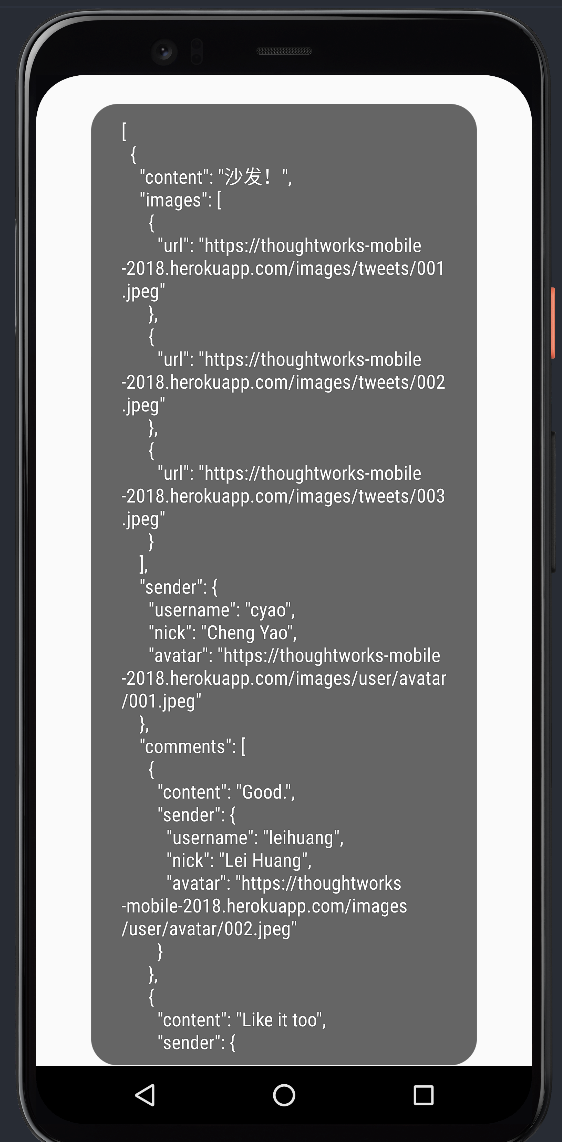 [
{
"content": "沙发！",
"images": [
{
"url": "https://thoughtworks-mobile
-2018.herokuapp.com/images/tweets/001
.jpeg"
},
{
"url": "https://thoughtworks-mobile
-2018.herokuapp.com/images/tweets/002
.jpeg"
},
{
"url": "https://thoughtworks-mobile
-2018.herokuapp.com/images/tweets/003
.jpeg"
}
],
"sender": {
"username": "cyao",
"nick": "Cheng Yao",
"avatar": "https://thoughtworks-mobile
-2018.herokuapp.com/images/user/avatar
/001.jpeg"
},
"comments": [
{
"content": "Good.",
"sender": {
"username": "leihuang",
"nick": "Lei Huang",
"avatar": "https://thoughtworks
-mobile-2018.herokuapp.com/images
/user/avatar/002.jpeg"
}
},
{
"content": "Like it too",
"sender": {